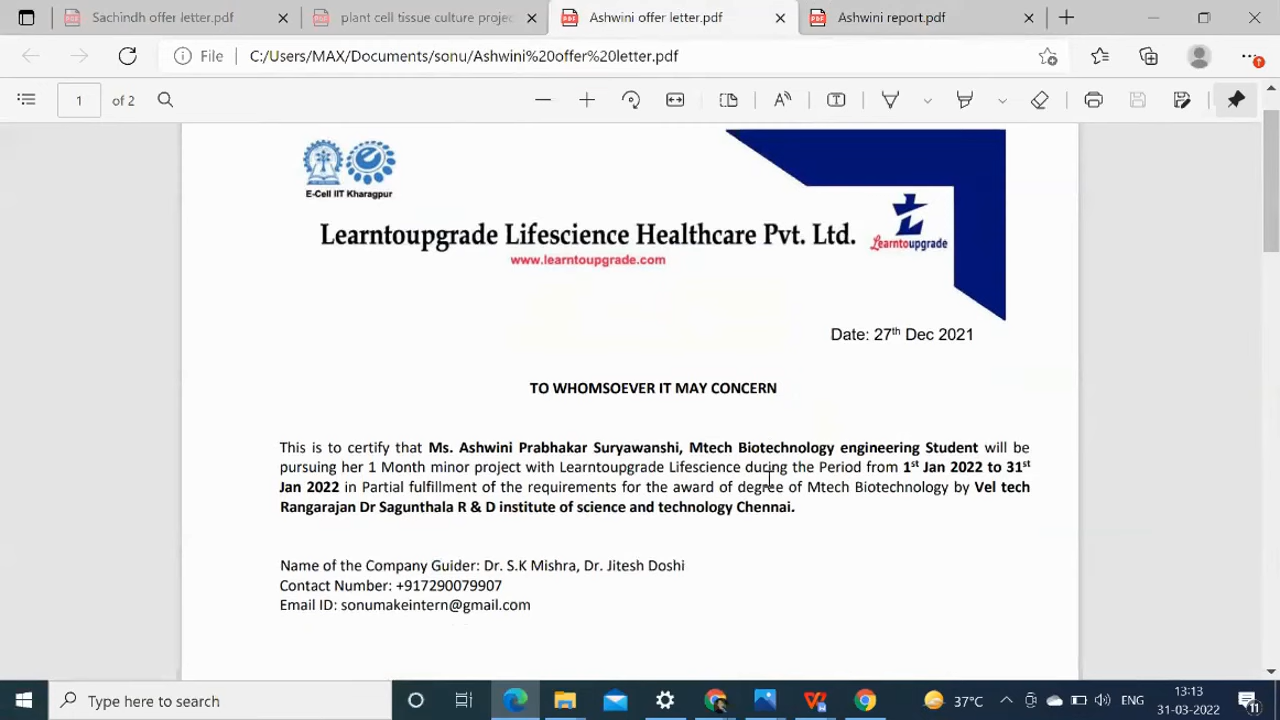 Sachindh offer letter.pdf
plant cell tissue culture project
Ashwini offer letter.pdf
Ashwini report.pdf
File
C:/Users/MAX/Documents/sonu/Ashwini%20offer%20letter.pdf
1 of 2
E-Cell IIT Kharagpur
Learntoupgrade Lifescience Healthcare Pvt. Ltd.
Learntoupgrade
www.learntoupgrade.com
Date: 27th Dec 2021
TO WHOMSOEVER IT MAY CONCERN
This is to certify that Ms. Ashwini Prabhakar Suryawanshi, Mtech Biotechnology engineering Student will be
pursuing her 1 Month minor project with Learntoupgrade Lifescience during the Period from 1st Jan 2022 to 31st
Jan 2022 in Partial fulfillment of the requirements for the award of degree of Mtech Biotechnology by Vel tech
Rangarajan Dr Sagunthala R & D institute of science and technology Chennai.
Name of the Company Guider: Dr. S.K Mishra, Dr. Jitesh Doshi
Contact Number: +917290079907
Email ID: sonumakeintern@gmail.com
Type here to search
37°C
ENG
13:13
31-03-2022
11